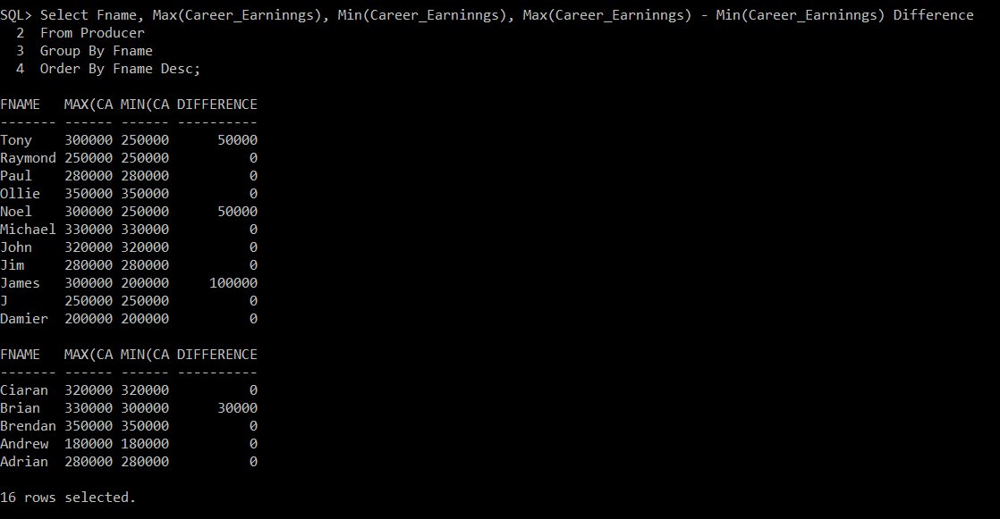 SQL> Select Fname, Max(Career_Earninngs), Min(Career_Earninngs), Max(Career_Earninngs) - Min(Career_Earninngs) Difference
  2  From Producer
  3  Group By Fname
  4  Order By Fname Desc;

FNAME   MAX(CA MIN(CA DIFFERENCE
------- ------ ------ ----------
Tony    300000 250000      50000
Raymond 250000 250000          0
Paul    280000 280000          0
Ollie   350000 350000          0
Noel    300000 250000      50000
Michael 330000 330000          0
John    320000 320000          0
Jim     280000 280000          0
James   300000 200000     100000
J       250000 250000          0
Damier  200000 200000          0

FNAME   MAX(CA MIN(CA DIFFERENCE
------- ------ ------ ----------
Ciaran  320000 320000          0
Brian   330000 300000      30000
Brendan 350000 350000          0
Andrew  180000 180000          0
Adrian  280000 280000          0

16 rows selected.